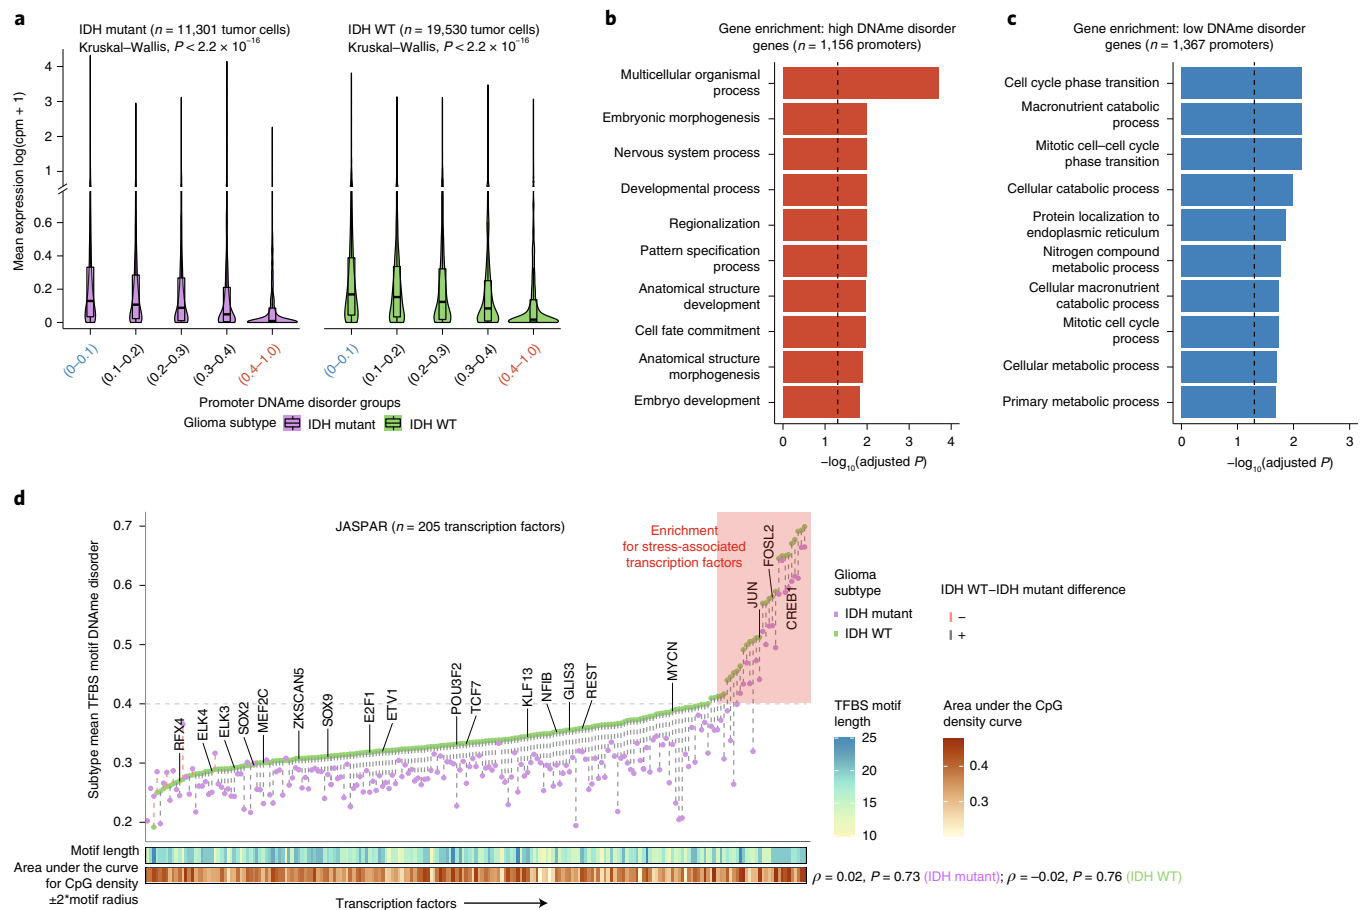 a
IDH mutant (n = 11,301 tumor cells)
Kruskal–Wallis, P < 2.2 × 10⁻¹⁶
IDH WT (n = 19,530 tumor cells)
Kruskal–Wallis, P < 2.2 × 10⁻¹⁶
Mean expression log(cpm + 1)
4
3
2
1
0.6
0.4
0.2
0
(0–0.1)
(0.1–0.2)
(0.2–0.3)
(0.3–0.4)
(0.4–1.0)
(0–0.1)
(0.1–0.2)
(0.2–0.3)
(0.3–0.4)
(0.4–1.0)
Promoter DNAme disorder groups
Glioma subtype IDH mutant IDH WT
b
Gene enrichment: high DNAme disorder
genes (n = 1,156 promoters)
Multicellular organismal
process
Embryonic morphogenesis
Nervous system process
Developmental process
Regionalization
Pattern specification
process
Anatomical structure
development
Cell fate commitment
Anatomical structure
morphogenesis
Embryo development
0 1 2 3 4
–log₁₀(adjusted P)
c
Gene enrichment: low DNAme disorder
genes (n = 1,367 promoters)
Cell cycle phase transition
Macronutrient catabolic
process
Mitotic cell–cell cycle
phase transition
Cellular catabolic process
Protein localization to
endoplasmic reticulum
Nitrogen compound
metabolic process
Cellular macronutrient
catabolic process
Mitotic cell cycle
process
Cellular metabolic process
Primary metabolic process
0 1 2 3
–log₁₀(adjusted P)
d
JASPAR (n = 205 transcription factors)
Enrichment
for stress-associated
transcription factors
Subtype mean TFBS motif DNAme disorder
0.7
0.6
0.5
0.4
0.3
0.2
RFX4
ELK4
ELK3
SOX2
MEF2C
ZKSCAN5
SOX9
E2F1
ETV1
POU3F2
TCF7
KLF13
NFIB
GLIS3
REST
MYCN
JUN
FOSL2
CREB1
Glioma
subtype
IDH mutant
IDH WT
IDH WT–IDH mutant difference
–
+
TFBS motif
length
25
20
15
10
Area under the CpG
density curve
0.4
0.3
Motif length
Area under the curve
for CpG density
±2*motif radius
ρ = 0.02, P = 0.73 (IDH mutant); ρ = –0.02, P = 0.76 (IDH WT)
Transcription factors